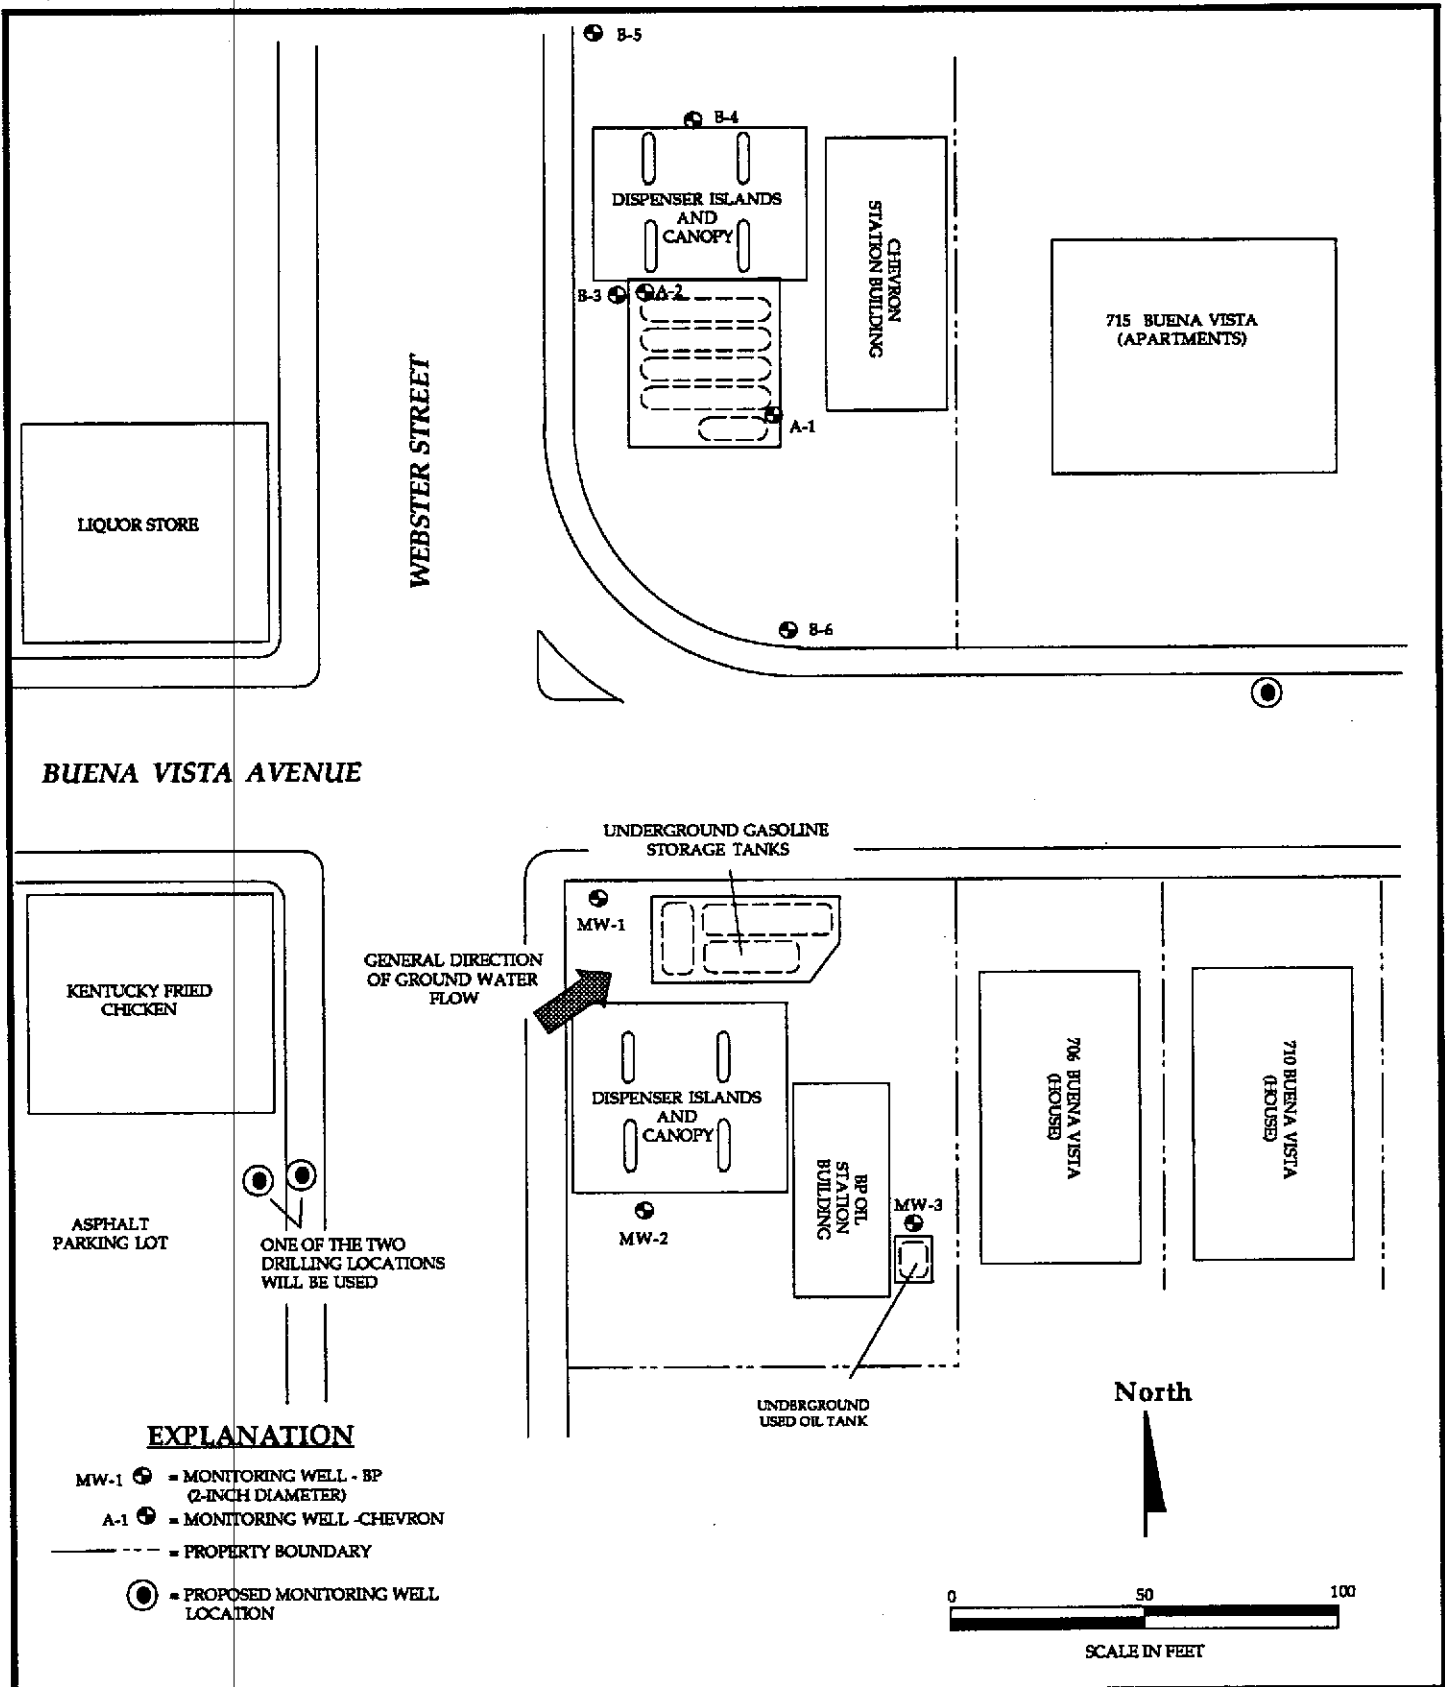 B-5
B-4
DISPENSER ISLANDS
AND
CANOPY
CHEVRON
STATION BUILDING
B-3
A-2
715 BUENA VISTA
(APARTMENTS)
A-1
WEBSTER STREET
LIQUOR STORE
B-6
BUENA VISTA AVENUE
UNDERGROUND GASOLINE
STORAGE TANKS
MW-1
GENERAL DIRECTION
OF GROUND WATER
FLOW
KENTUCKY FRIED
CHICKEN
DISPENSER ISLANDS
AND
CANOPY
706 BUENA VISTA
(HOUSE)
710 BUENA VISTA
(HOUSE)
BP OIL
STATION
BUILDING
MW-3
MW-2
ASPHALT
PARKING LOT
ONE OF THE TWO
DRILLING LOCATIONS
WILL BE USED
UNDERGROUND
USED OIL TANK
North
EXPLANATION
MW-1 = MONITORING WELL - BP
(2-INCH DIAMETER)
A-1 = MONITORING WELL -CHEVRON
= PROPERTY BOUNDARY
= PROPOSED MONITORING WELL
LOCATION
0 50 100
SCALE IN FEET